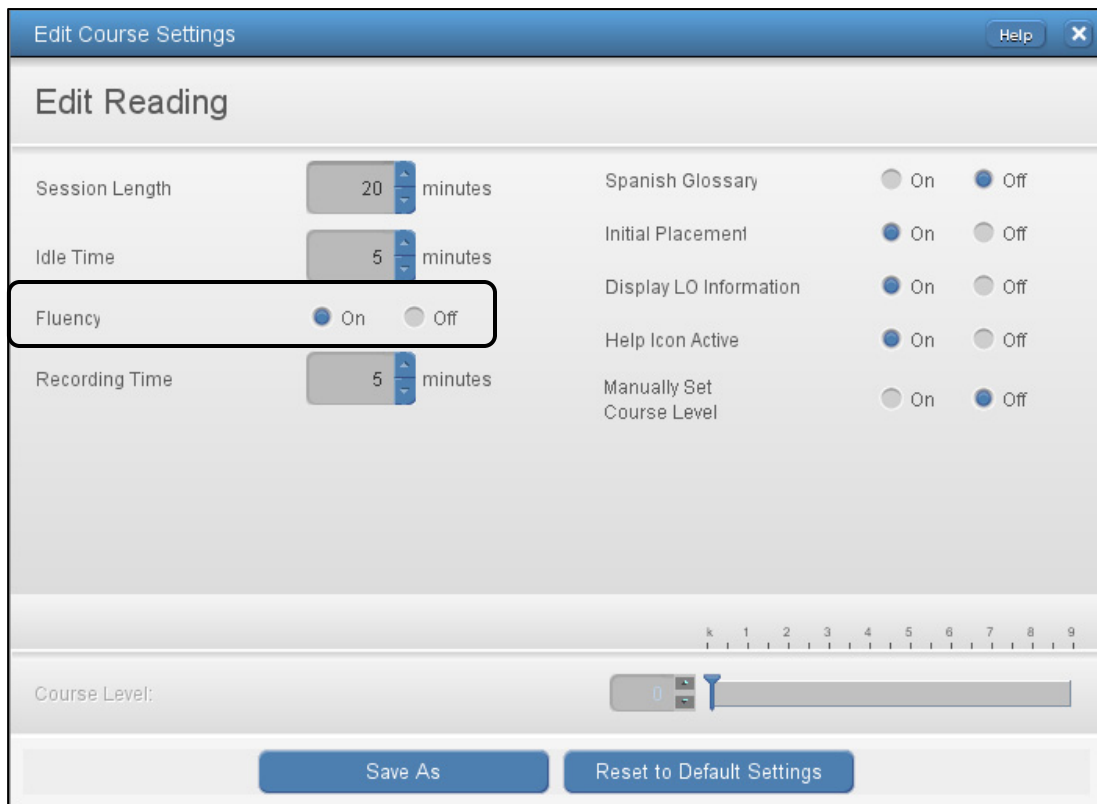 Edit Course Settings
Help
Edit Reading
Session Length 20 minutes
Idle Time 5 minutes
Fluency On Off
Recording Time 5 minutes
Spanish Glossary On Off
Initial Placement On Off
Display LO Information On Off
Help Icon Active On Off
Manually Set
Course Level On Off
k 1 2 3 4 5 6 7 8 9
Course Level: 0
Save As Reset to Default Settings